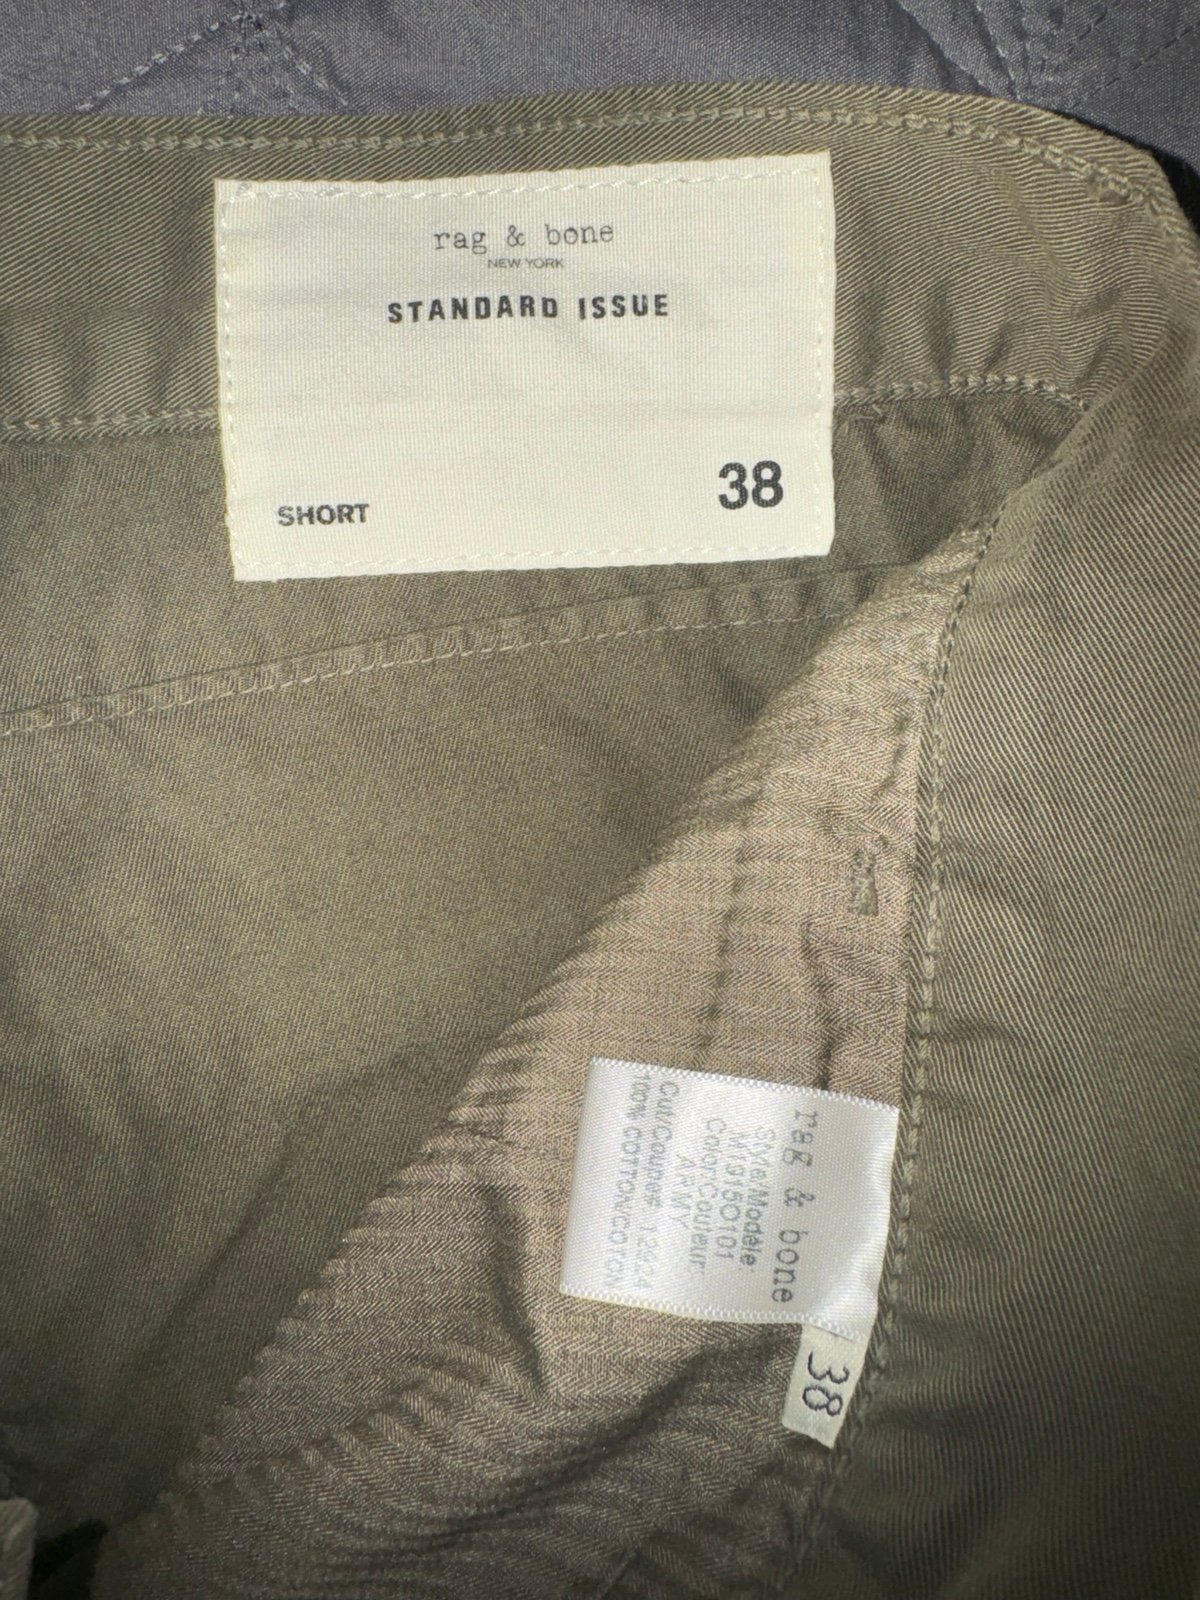 rag & bone
NEW YORK
STANDARD ISSUE
SHORT
38
rag & bone
Style/Modèle:
M1915O101
Color/Couleur:
ARMY
Cut/Coupe#
100% COTTON/COTON
38